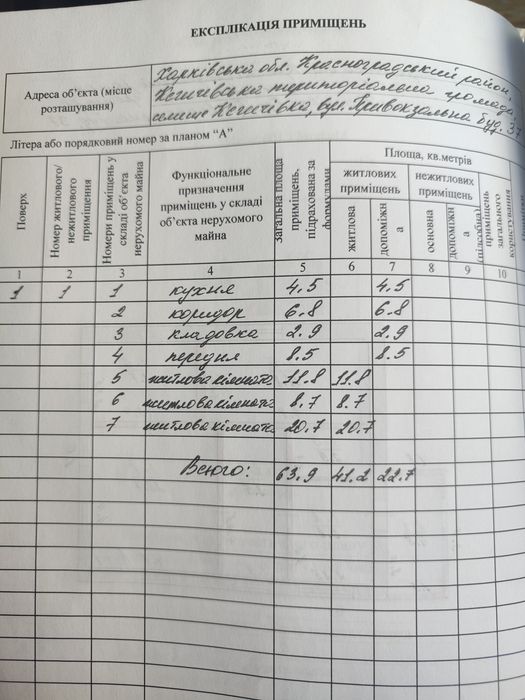 ЕКСПЛІКАЦІЯ ПРИМІЩЕНЬ
Адреса об'єкта (місце розташування)
Харківська обл. Красноградський район,
Кегичівська територіальна громада
селище Кегичівка, вул. Привокзальна буд.
Літера або порядковий номер за планом "А"
Поверх
Номер житлового/ нежитлового приміщення
Номери приміщень у складі об'єкта нерухомого майна
Функціональне призначення приміщень у складі об'єкта нерухомого майна
загальна площа приміщень, підрахована за формулами
Площа, кв.метрів
житлових приміщень
нежитлових приміщень
житлова
допоміжна
основна
допоміжна (підсобна)
приміщень загального користування
1 2 3 4 5 6 7 8 9 10
1 1 1 кухня 4.5 4.5
2 коридор 6.8 6.8
3 кладовка 2.9 2.9
4 передня 8.5 8.5
5 житлова кімната 11.8 11.8
6 житлова кімната 8.7 8.7
7 житлова кімната 20.7 20.7
Всього: 63.9 41.2 22.7